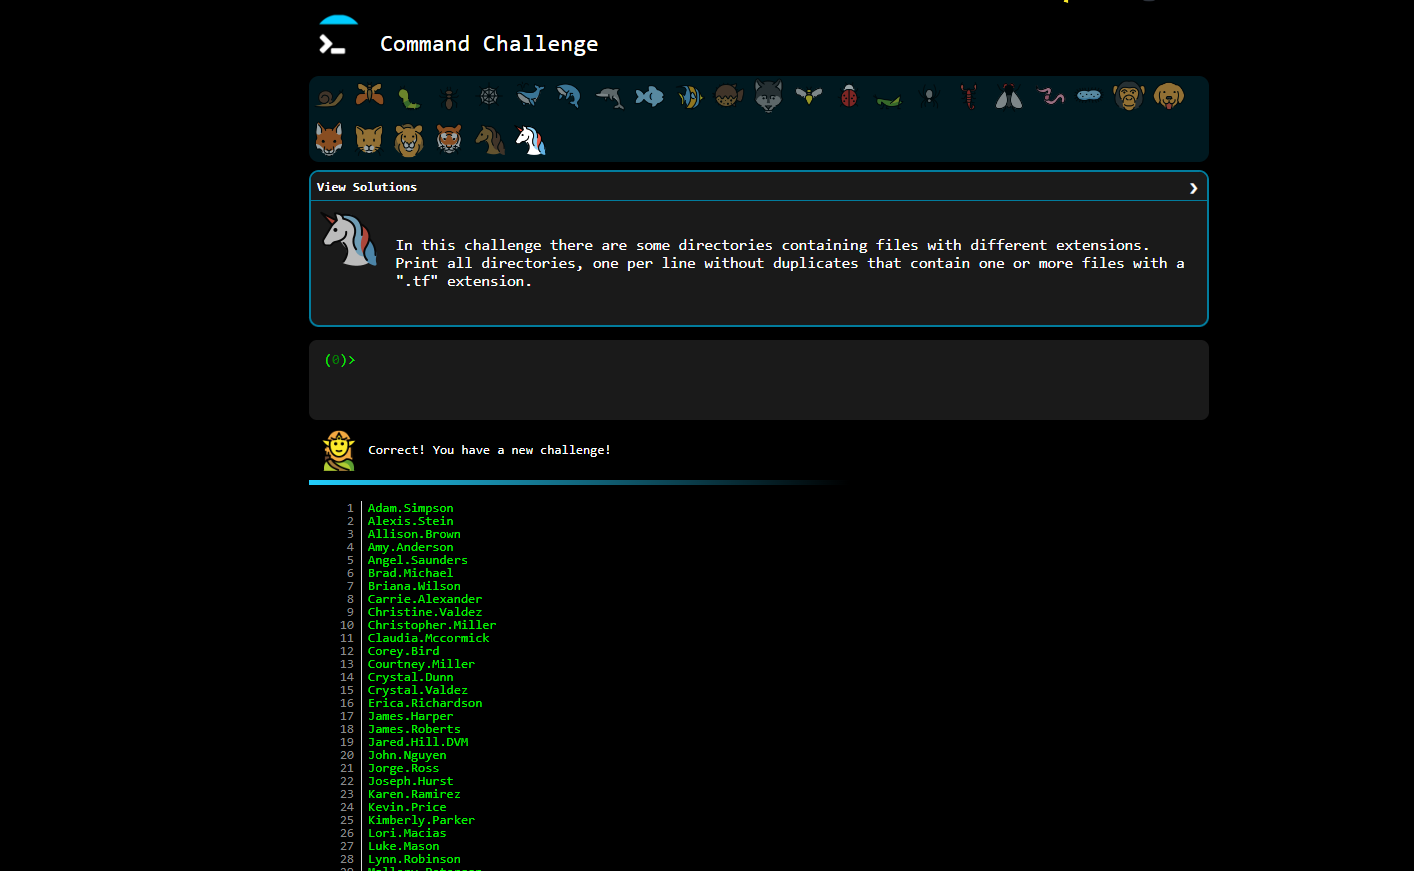 Command Challenge
View Solutions
In this challenge there are some directories containing files with different extensions.
Print all directories, one per line without duplicates that contain one or more files with a
".tf" extension.
(0)>
Correct! You have a new challenge!
1 Adam.Simpson
2 Alexis.Stein
3 Allison.Brown
4 Amy.Anderson
5 Angel.Saunders
6 Brad.Michael
7 Briana.Wilson
8 Carrie.Alexander
9 Christine.Valdez
10 Christopher.Miller
11 Claudia.Mccormick
12 Corey.Bird
13 Courtney.Miller
14 Crystal.Dunn
15 Crystal.Valdez
16 Erica.Richardson
17 James.Harper
18 James.Roberts
19 Jared.Hill.DVM
20 John.Nguyen
21 Jorge.Ross
22 Joseph.Hurst
23 Karen.Ramirez
24 Kevin.Price
25 Kimberly.Parker
26 Lori.Macias
27 Luke.Mason
28 Lynn.Robinson